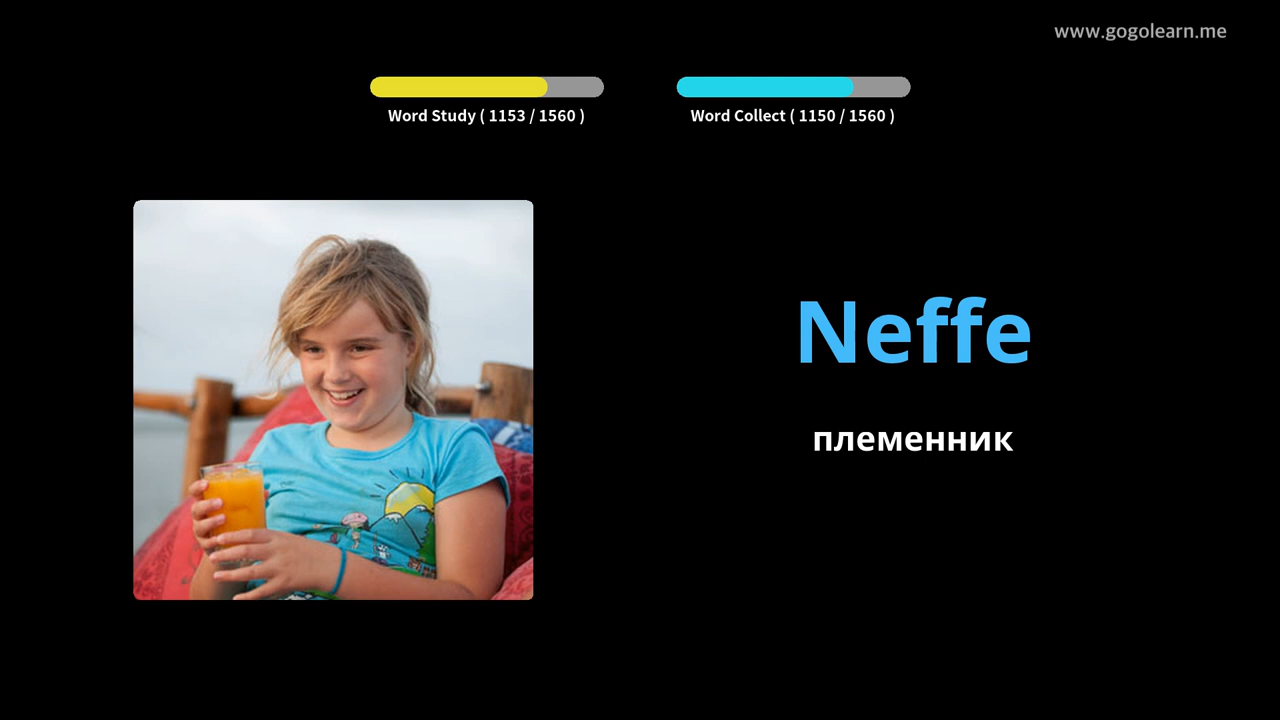 www.gogolearn.me
Word Study ( 1153 / 1560 )
Word Collect ( 1150 / 1560 )
Neffe
племенник